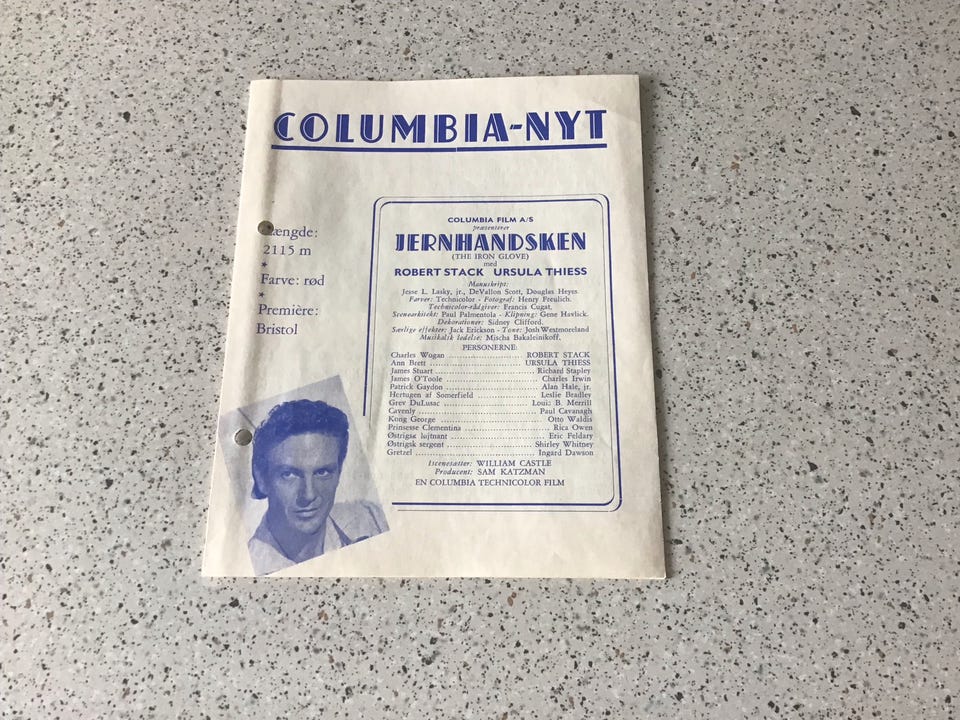 COLUMBIA-NYT
Længde:
2115 m
*
Farve: rød
*
Première:
Bristol
COLUMBIA FILM A/S
præsenterer
JERNHANDSKEN
(THE IRON GLOVE)
med
ROBERT STACK URSULA THIESS
Manuskript:
Jesse L. Lasky, jr., DeVallon Scott, Douglas Heyes.
Farver: Technicolor - Fotograf: Henry Freulich.
Technicolor-rådgiver: Francis Cugat.
Scenearkitekt: Paul Palmentola - Klipning: Gene Havlick.
Dekorationer: Sidney Clifford.
Særlige effekter: Jack Erickson - Tone: Josh Westmoreland
Musikalsk ledelse: Mischa Bakaleinikoff.
PERSONERNE:
Charles Wogan ........ ROBERT STACK
Ann Brett ........ URSULA THIESS
James Stuart ........ Richard Stapley
James O'Toole ........ Charles Irwin
Patrick Gaydon ........ Alan Hale, jr.
Hertugen af Somerfield ........ Leslie Bradley
Grev DuLusac ........ Louis B. Merrill
Cavenly ........ Paul Cavanagh
Kong George ........ Otto Waldis
Prinsesse Clementina ........ Rica Owen
Østrigsk løjtnant ........ Eric Feldary
Østrigsk sergent ........ Shirley Whitney
Gretzel ........ Ingard Dawson
Iscenesætter: WILLIAM CASTLE
Producent: SAM KATZMAN
EN COLUMBIA TECHNICOLOR FILM